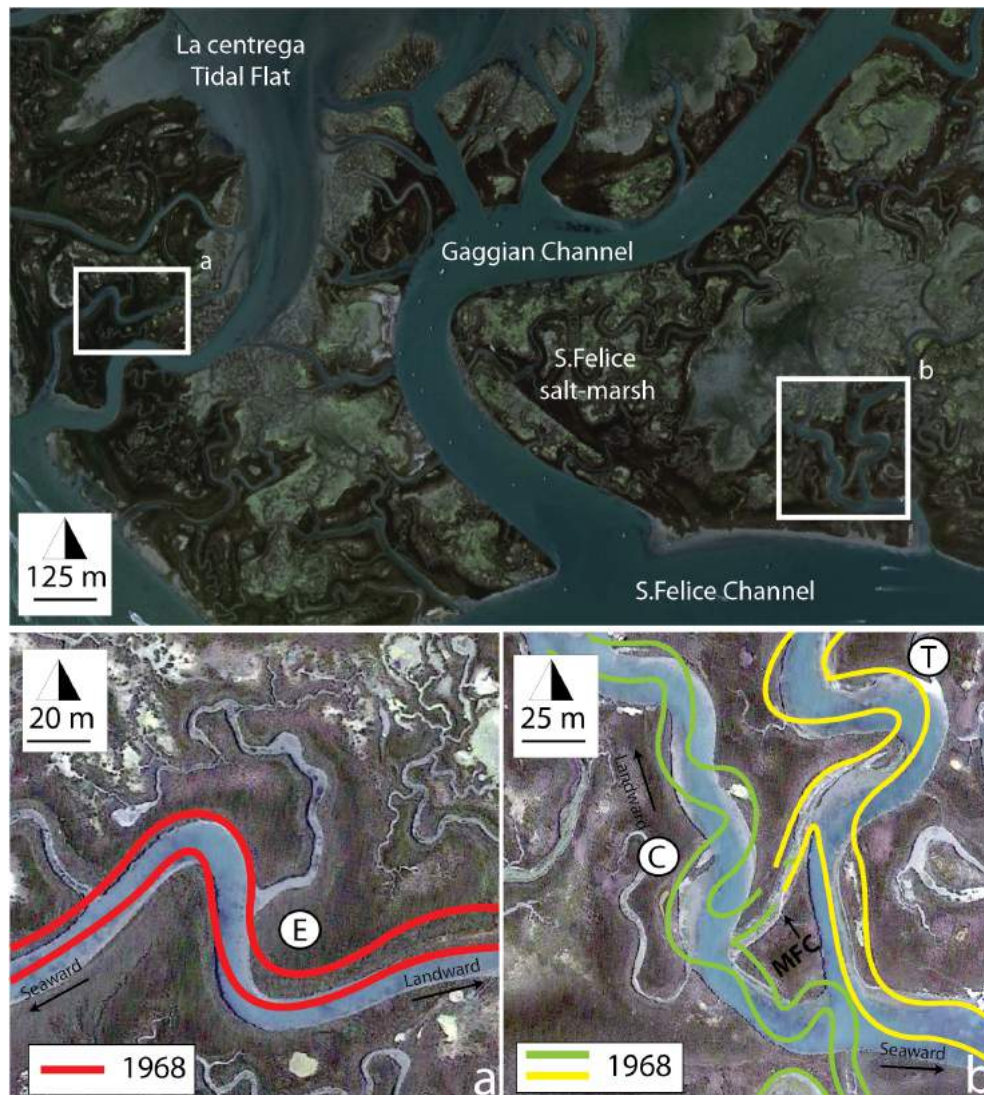 La centrega
Tidal Flat
Gaggian Channel
a
S.Felice
salt-marsh
b
125 m
S.Felice Channel
20 m
E
Seaward
Landward
1968
a
25 m
T
Landward
C
MFC
Seaward
1968
b